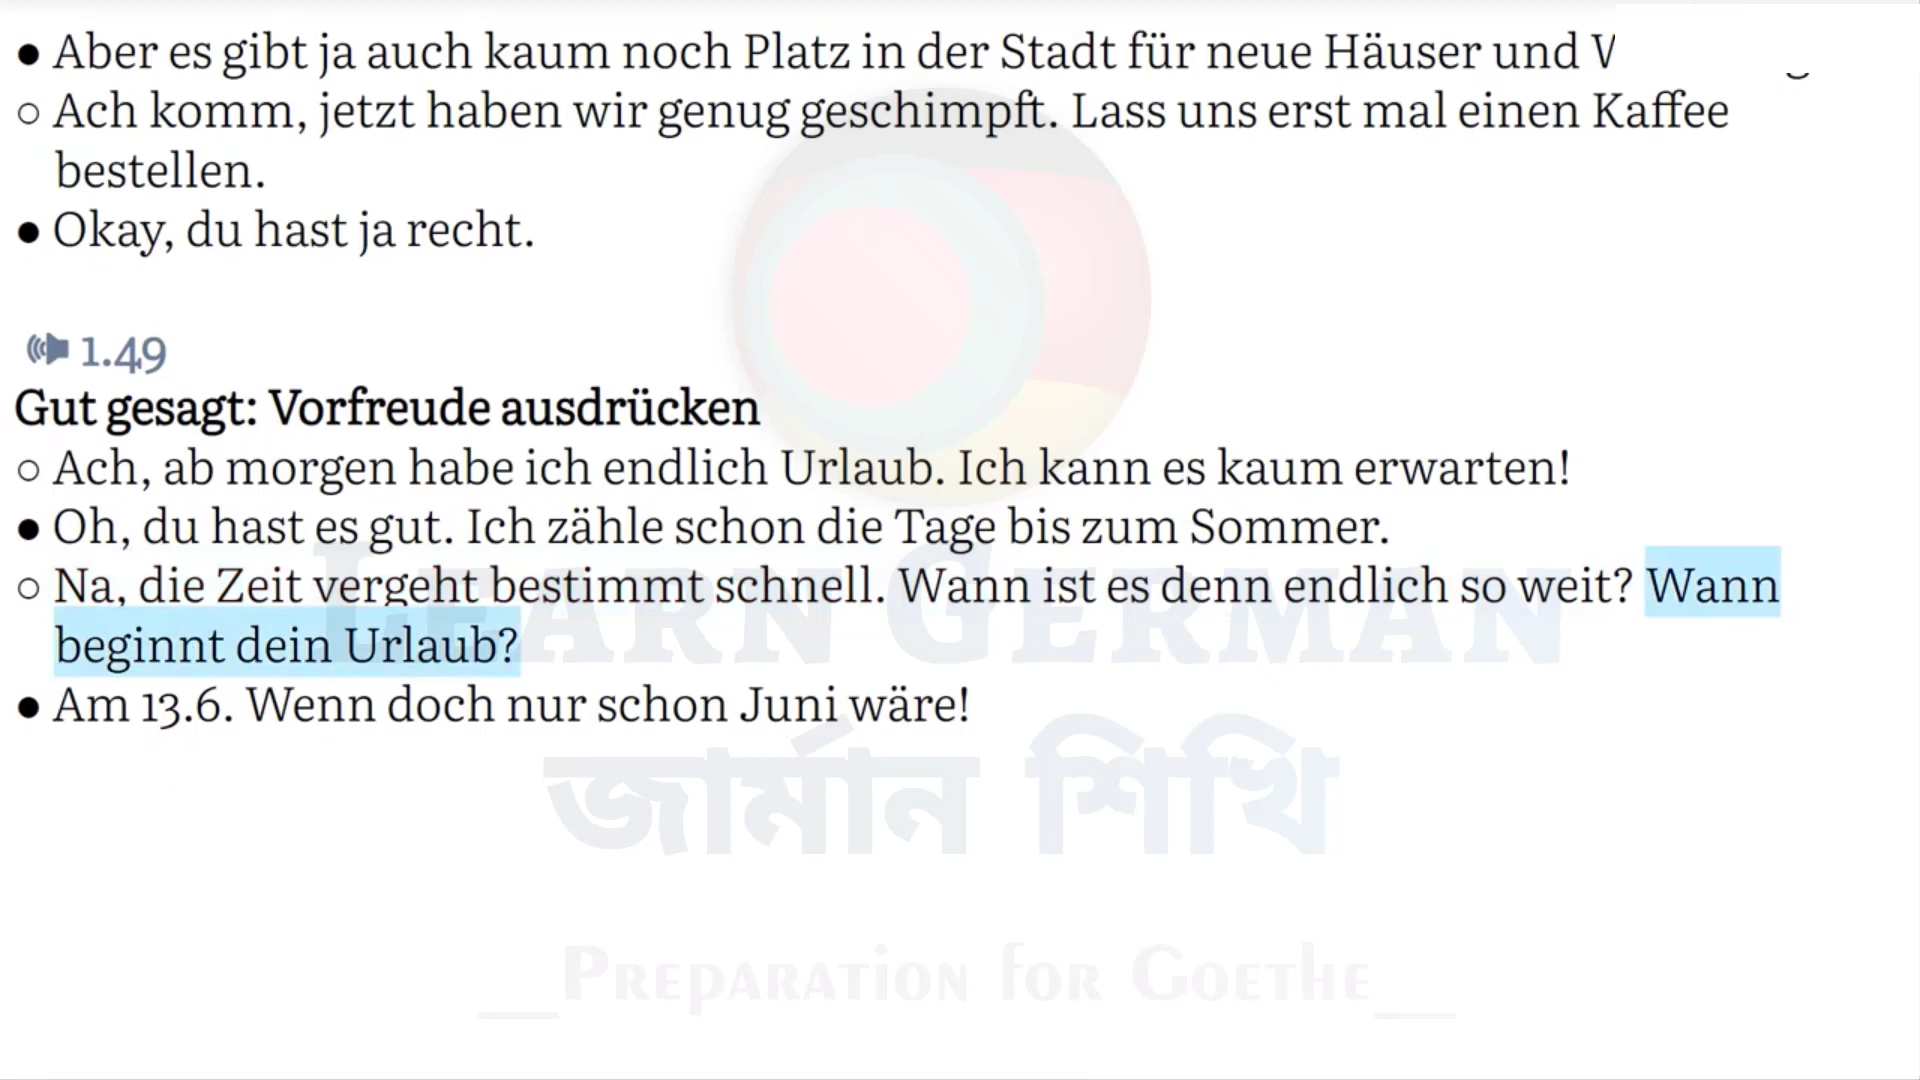 ● Aber es gibt ja auch kaum noch Platz in der Stadt für neue Häuser und
○ Ach komm, jetzt haben wir genug geschimpft. Lass uns erst mal einen Kaffee
bestellen.
● Okay, du hast ja recht.
1.49
Gut gesagt: Vorfreude ausdrücken
○ Ach, ab morgen habe ich endlich Urlaub. Ich kann es kaum erwarten!
● Oh, du hast es gut. Ich zähle schon die Tage bis zum Sommer.
○ Na, die Zeit vergeht bestimmt schnell. Wann ist es denn endlich so weit? Wann
beginnt dein Urlaub?
● Am 13.6. Wenn doch nur schon Juni wäre!
Learn German
জার্মান শিখি
Preparation for Goethe